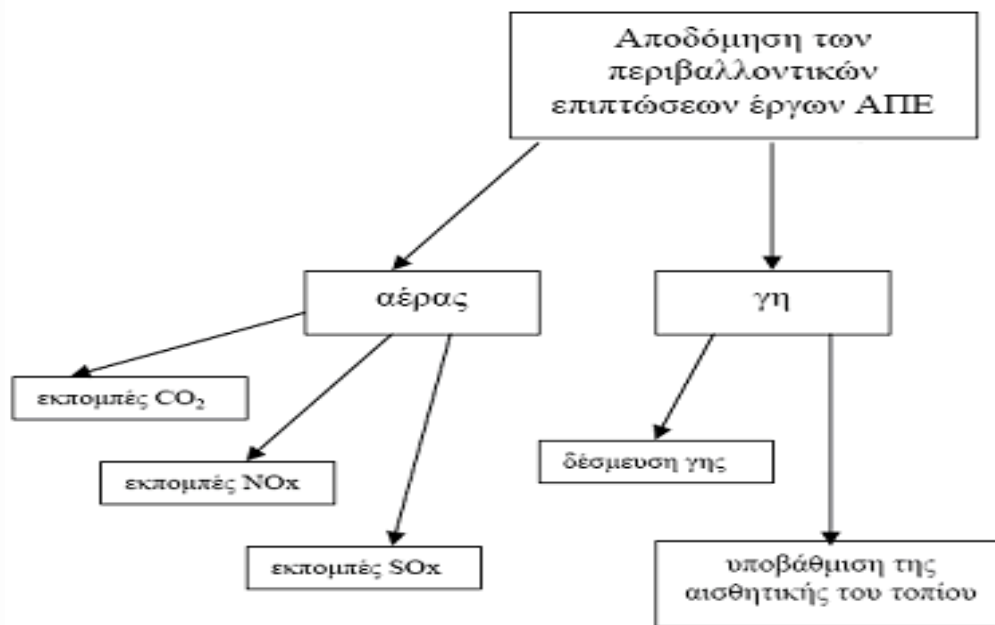 Αποδόμηση των
περιβαλλοντικών
επιπτώσεων έργων ΑΠΕ
αέρας
γη
εκπομπές CO₂
εκπομπές NOx
εκπομπές SOx
δέσμευση γης
υποβάθμιση της
αισθητικής του τοπίου